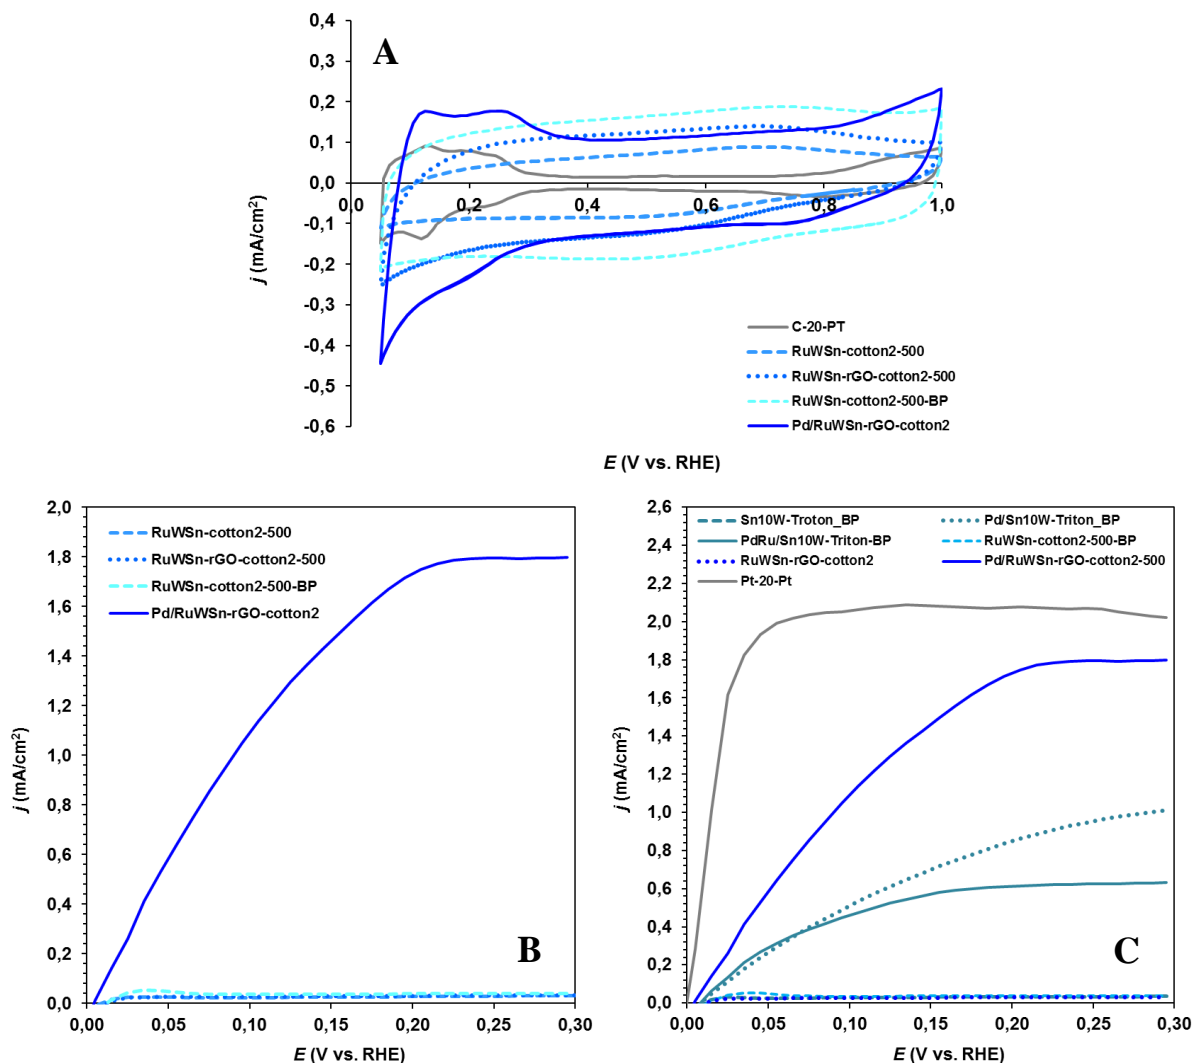 A
0,4
0,3
0,2
0,1
0,0
-0,1
-0,2
-0,3
-0,4
-0,5
-0,6
j (mA/cm²)
0,0
0,2
0,4
0,6
0,8
1,0
C-20-PT
RuWSn-cotton2-500
RuWSn-rGO-cotton2-500
RuWSn-cotton2-500-BP
Pd/RuWSn-rGO-cotton2
E (V vs. RHE)
2,0
1,8
1,6
1,4
1,2
1,0
0,8
0,6
0,4
0,2
0,0
j (mA/cm²)
RuWSn-cotton2-500
RuWSn-rGO-cotton2-500
RuWSn-cotton2-500-BP
Pd/RuWSn-rGO-cotton2
B
0,00
0,05
0,10
0,15
0,20
0,25
0,30
E (V vs. RHE)
2,6
2,4
2,2
2,0
1,8
1,6
1,4
1,2
1,0
0,8
0,6
0,4
0,2
0,0
j (mA/cm²)
Sn10W-Troton_BP
Pd/Sn10W-Triton_BP
PdRu/Sn10W-Triton-BP
RuWSn-cotton2-500-BP
RuWSn-rGO-cotton2
Pd/RuWSn-rGO-cotton2-500
Pt-20-Pt
C
0,00
0,05
0,10
0,15
0,20
0,25
0,30
E (V vs. RHE)